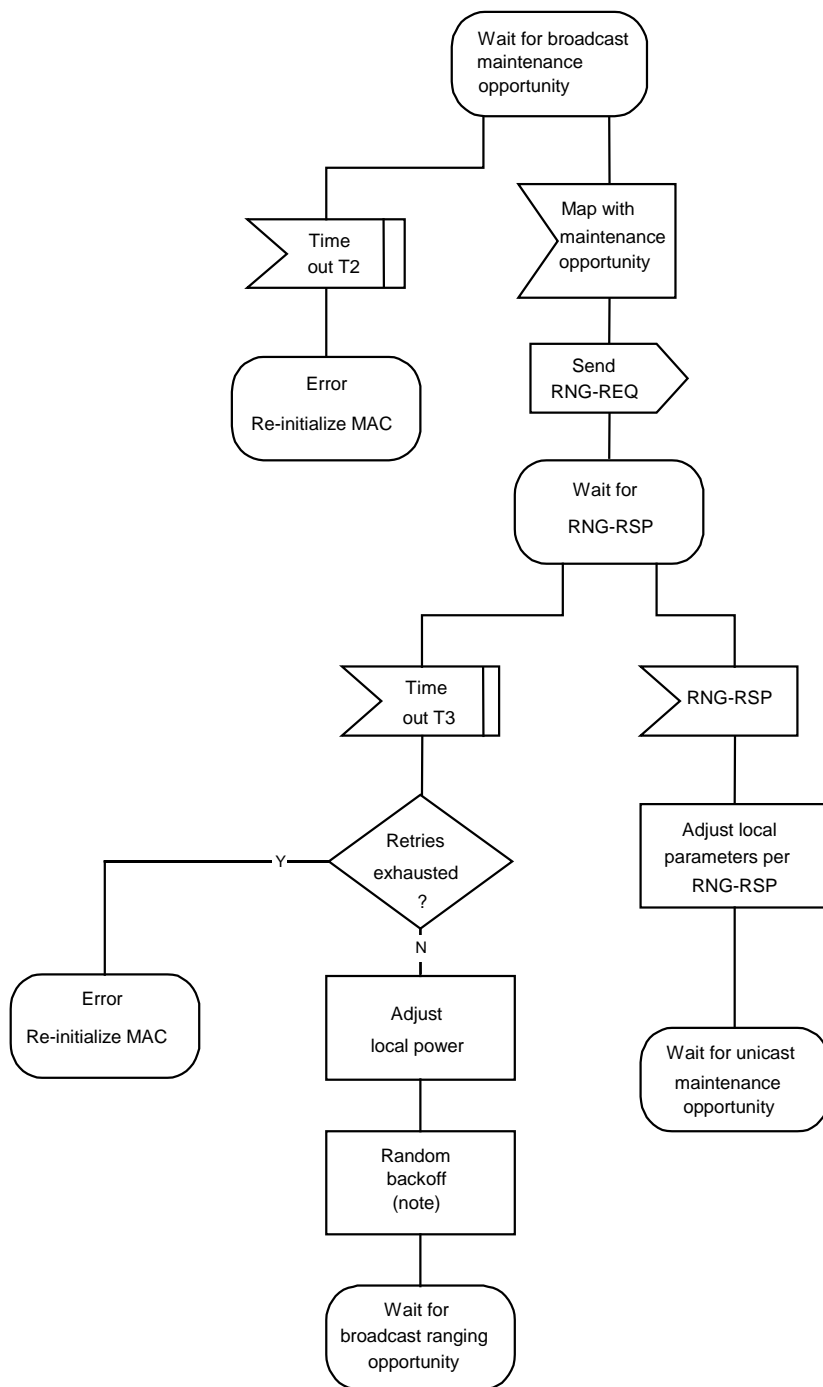 Wait for broadcast
maintenance
opportunity
Map with
maintenance
opportunity
Time
out T2
Send
RNG-REQ
Error
Re-initialize MAC
Wait for
RNG-RSP
Time
out T3
RNG-RSP
Retries
exhausted
?
Y
N
Adjust local
parameters per
RNG-RSP
Error
Re-initialize MAC
Adjust
local power
Wait for unicast
maintenance
opportunity
Random
backoff
(note)
Wait for
broadcast ranging
opportunity